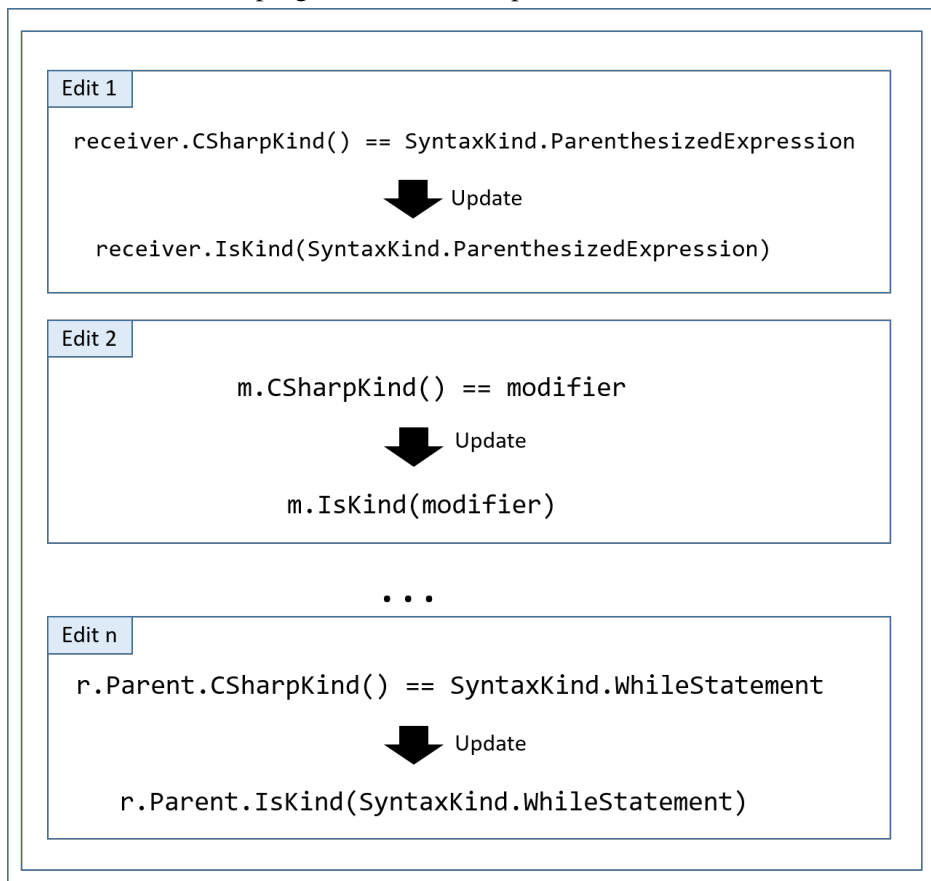 Edit 1
receiver.CSharpKind() == SyntaxKind.ParenthesizedExpression
Update
receiver.IsKind(SyntaxKind.ParenthesizedExpression)
Edit 2
m.CSharpKind() == modifier
Update
m.IsKind(modifier)
...
Edit n
r.Parent.CSharpKind() == SyntaxKind.WhileStatement
Update
r.Parent.IsKind(SyntaxKind.WhileStatement)